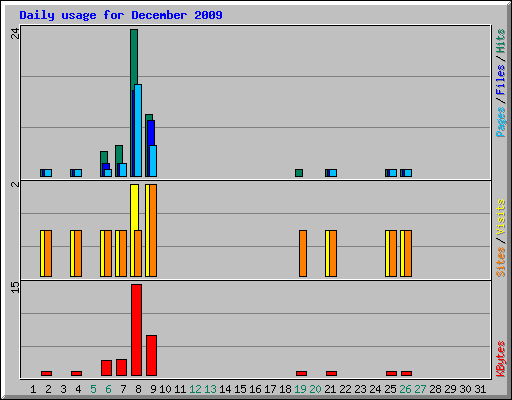 Daily usage for December 2009
24
Pages / Files / Hits
2
Sites / Visits
15
KBytes
1 2 3 4 5 6 7 8 9 10 11 12 13 14 15 16 17 18 19 20 21 22 23 24 25 26 27 28 29 30 31